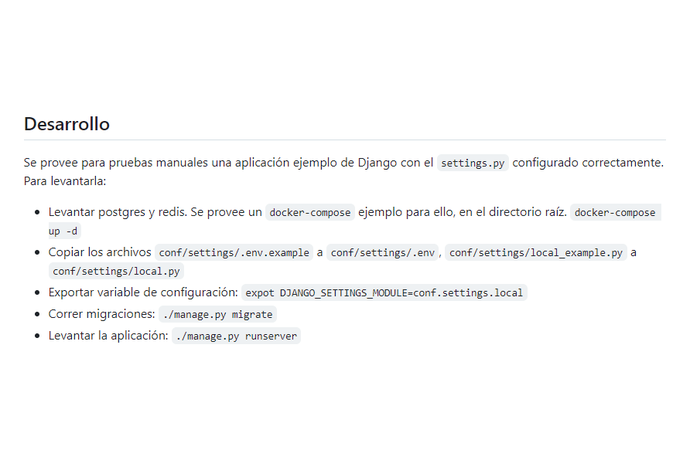 Desarrollo
Se provee para pruebas manuales una aplicación ejemplo de Django con el settings.py configurado correctamente.
Para levantarla:
• Levantar postgres y redis. Se provee un docker-compose ejemplo para ello, en el directorio raíz. docker-compose
up -d
• Copiar los archivos conf/settings/.env.example a conf/settings/.env, conf/settings/local_example.py a
conf/settings/local.py
• Exportar variable de configuración: expot DJANGO_SETTINGS_MODULE=conf.settings.local
• Correr migraciones: ./manage.py migrate
• Levantar la aplicación: ./manage.py runserver